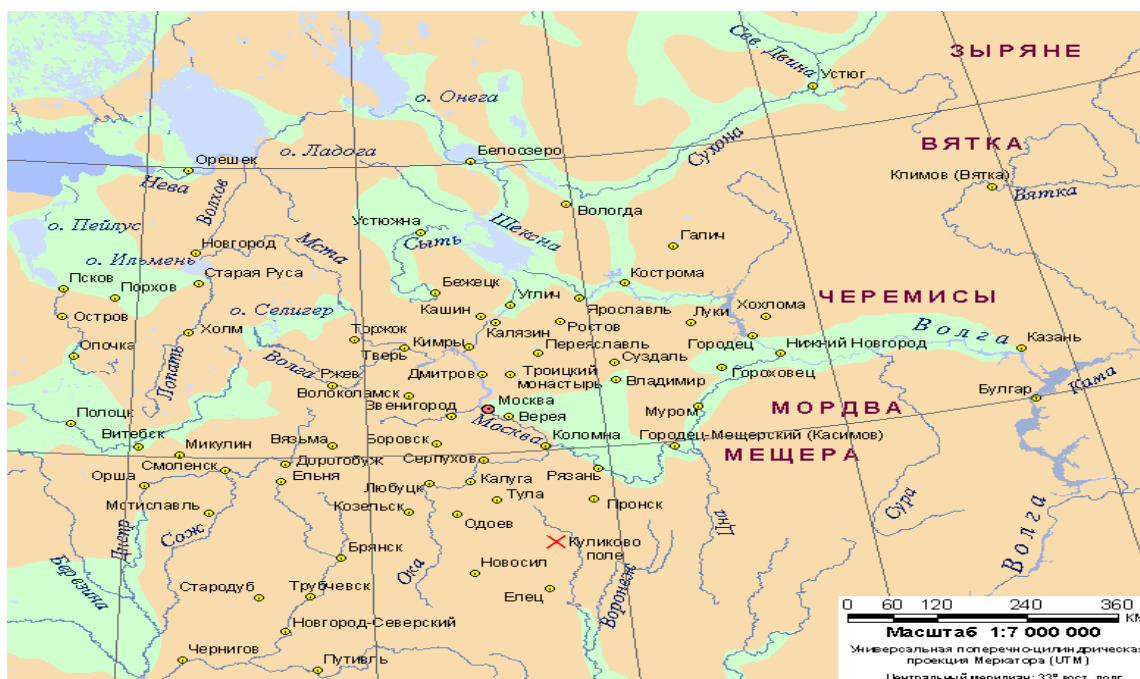 Сев. Двина
ЗЫРЯНЕ
Устюг
о. Онега
ВЯТКА
Орешек
о. Ладога
Белоозеро
Сухона
Климов (Вятка)
Нева
Вятка
Волхов
Вологда
Устюжна
Шексна
о. Пейпус
Сыть
Галич
Новгород
Мста
о. Ильмень
Псков
Старая Руса
Кострома
Порхов
Бежецк
Углич
ЧЕРЕМИСЫ
Хохлома
Остров
о. Селигер
Кашин
Ярославль
Луки
Холм
Торжок
Калязин
Ростов
Волга
Казань
Опочка
Кимры
Переяславль
Городец
Нижний Новгород
Тверь
Суздаль
Ловать
Волга
Ржев
Дмитров
Троицкий
монастырь
Гороховец
Кама
Владимир
Булгар
Волоколамск
Полоцк
Звенигород
Москва
Верея
Муром
МОРДВА
Витебск
Москва
Микулин
Вязьма
Боровск
Коломна
Городец-Мещерский (Касимов)
МЕЩЕРА
Смоленск
Дорогобуж
Серпухов
Рязань
Орша
Ельня
Любуцк
Калуга
Тула
Пронск
Мстиславль
Козельск
Одоев
Сура
Днепр
Сож
Цна
Волга
Куликово
поле
Брянск
Ока
Березина
Новосил
Воронеж
Стародуб
Трубчевск
Елец
Новгород-Северский
Чернигов
Путивль
0 60 120 240 360
КМ
Масштаб 1:7 000 000
Универсальная поперечно-цилиндрическая
проекция Меркатора (UTM)
Центральный меридиан: 33° вост. долг.